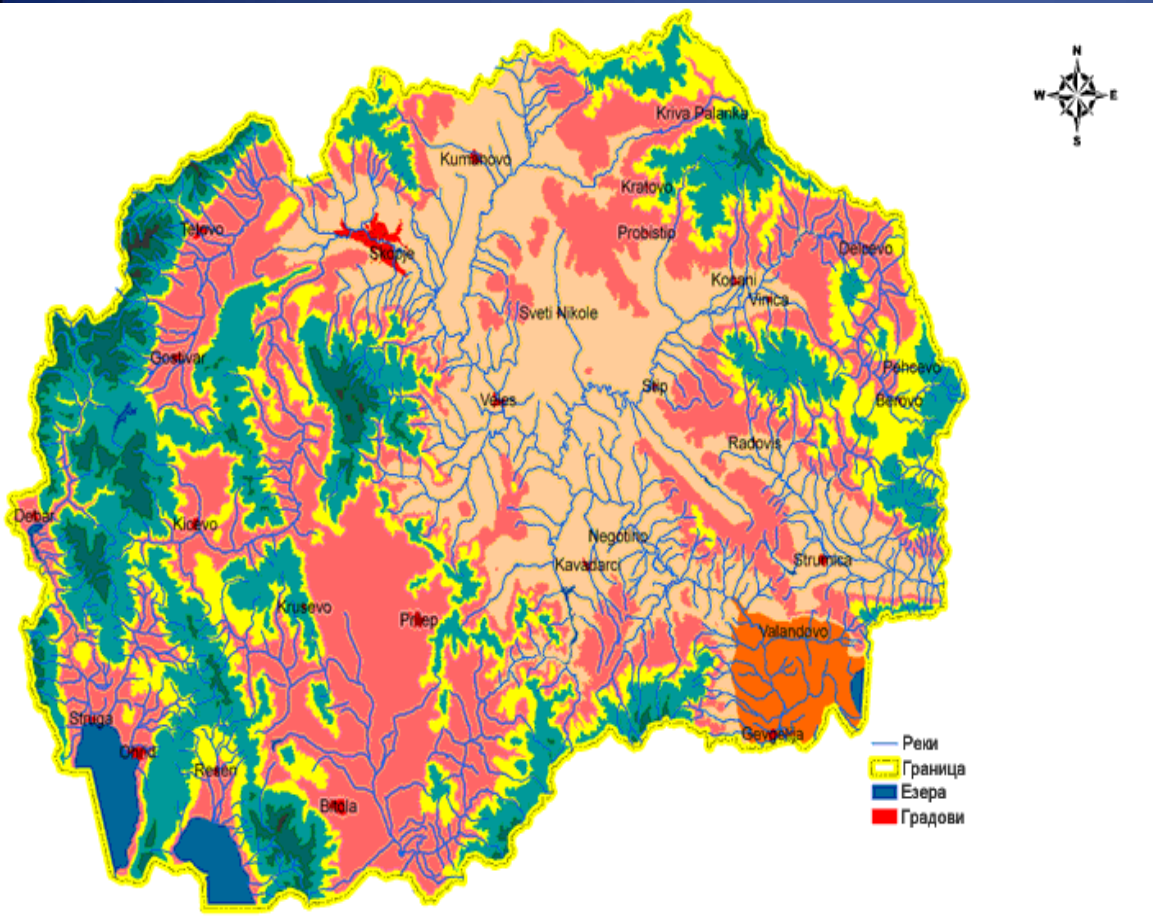 N
W E
S
Kriva Palanka
Kumanovo
Kratovo
Tetovo
Probistip
Skopje
Delcevo
Kocani
Vinica
Sveti Nikole
Gostivar
Pehcevo
Veles
Stip
Berovo
Radovis
Debar
Kicevo
Negotino
Kavadarci
Strumica
Krusevo
Prilep
Valandovo
Struga
Ohrid
Gevgelija
Resen
Bitola
Реки
Граница
Езера
Градови